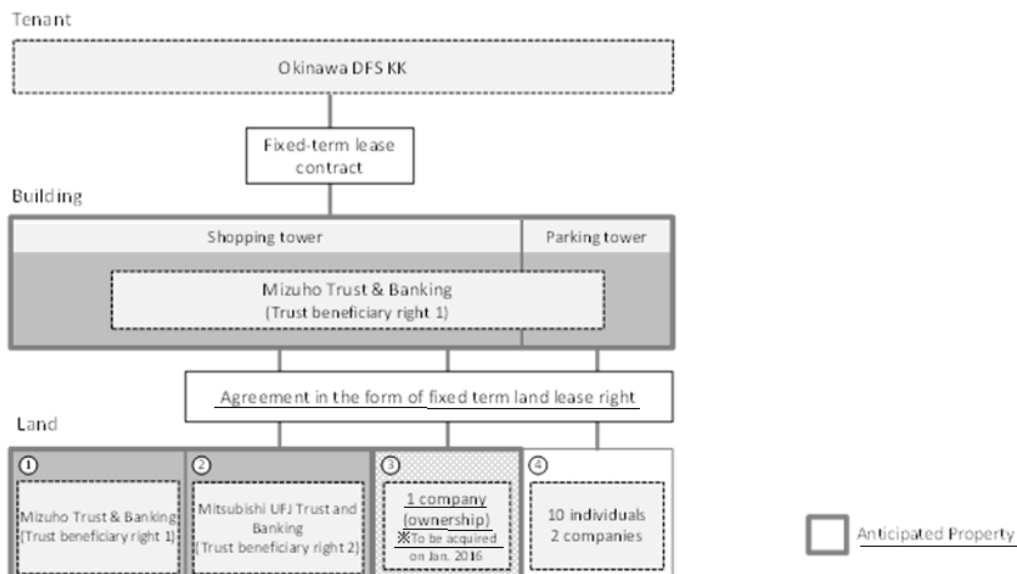 Tenant
Okinawa DFS KK
Fixed-term lease
contract
Building
Shopping tower
Parking tower
Mizuho Trust & Banking
(Trust beneficiary right 1)
Agreement in the form of fixed term land lease right
Land
①
Mizuho Trust & Banking
(Trust beneficiary right 1)
②
Mitsubishi UFJ Trust and
Banking
(Trust beneficiary right 2)
③
1 company
(ownership)
※To be acquired
on Jan. 2016
④
10 individuals
2 companies
Anticipated Property